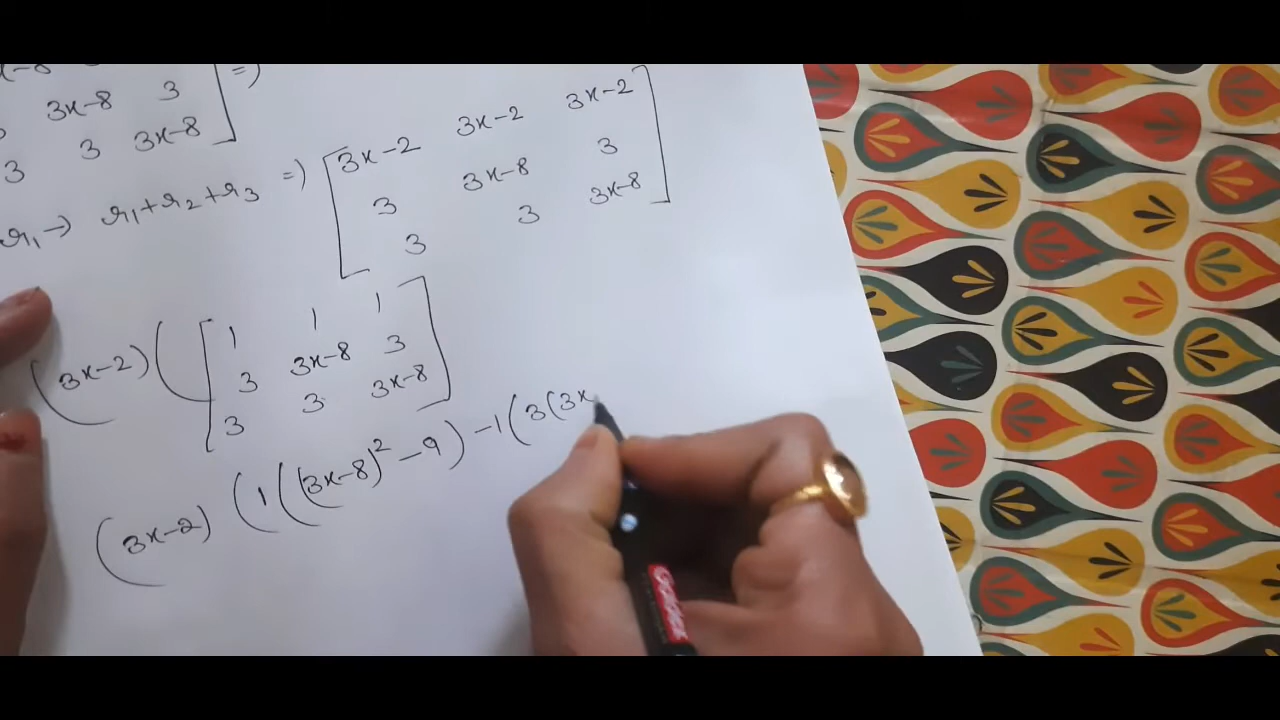 x-8 =)
3x-8 3
3 3 3x-8
r₁→ r₁+r₂+r₃ =) [3x-2 3x-2 3x-2
3 3x-8 3
3 3 3x-8]
(3x-2) ([1 1 1
3 3x-8 3
3 3 3x-8]
(3x-2) (1((3x-8)²-9)-1(3(3x